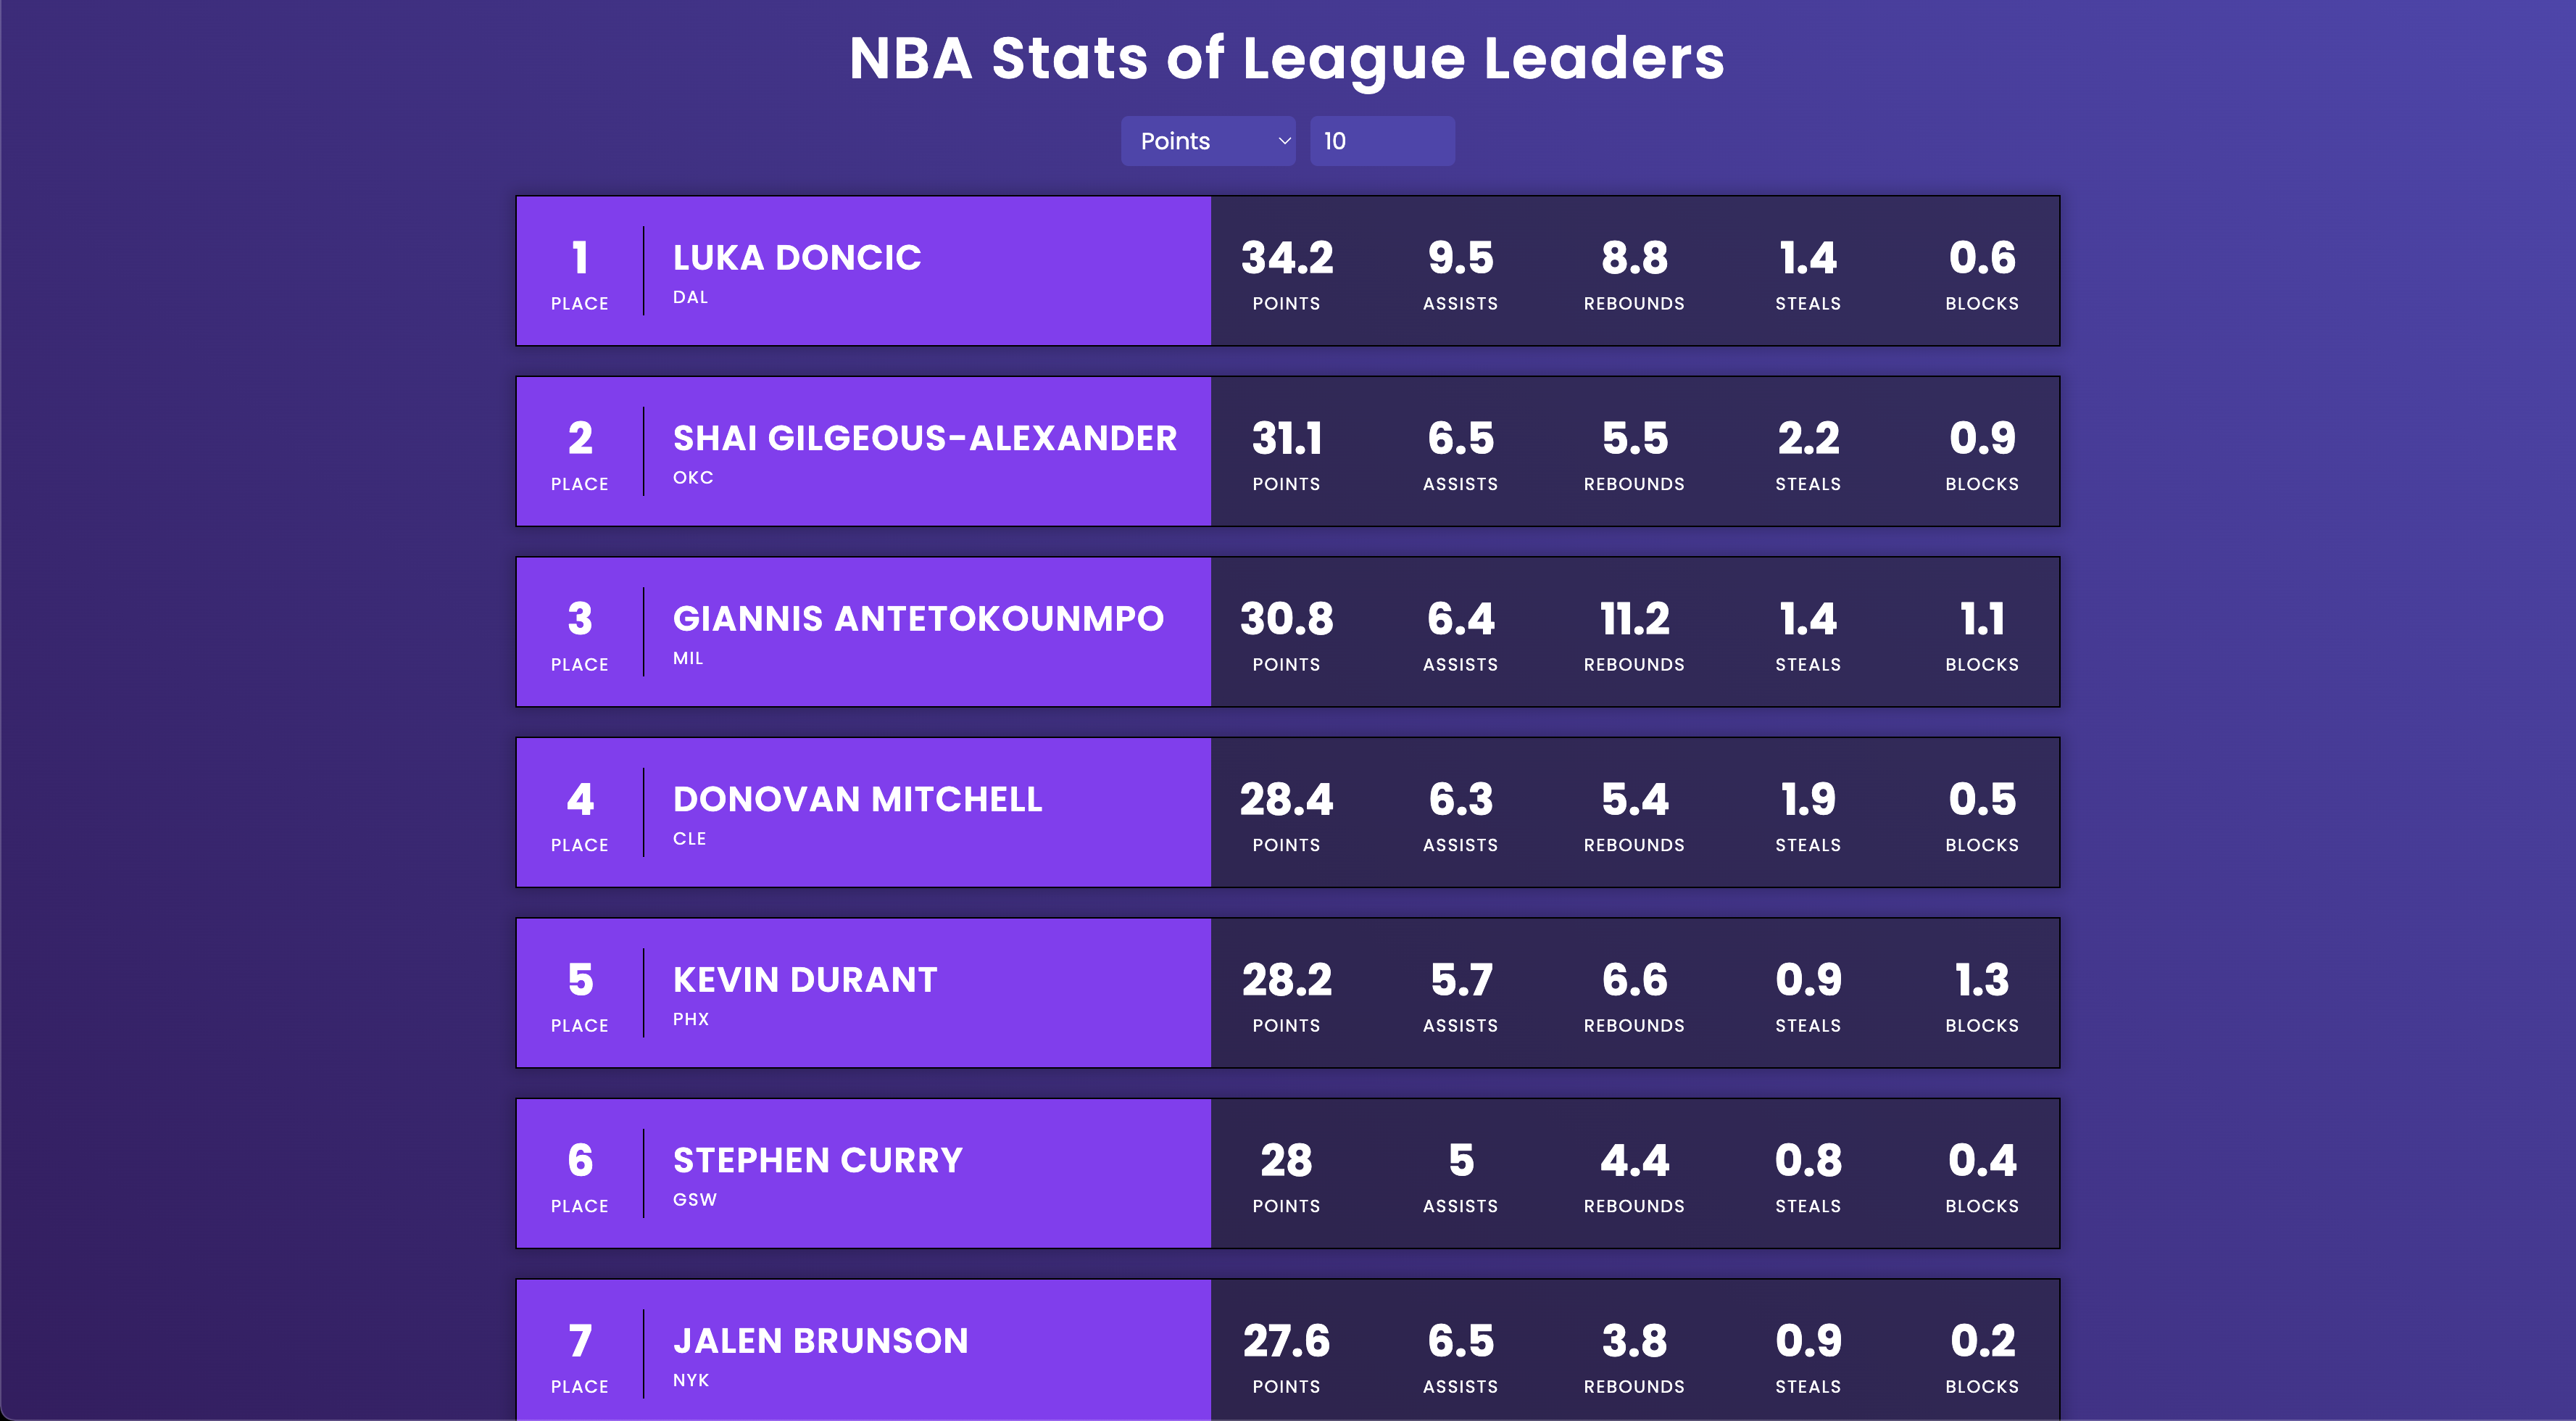 NBA Stats of League Leaders
Points 10
1 LUKA DONCIC 34.2 9.5 8.8 1.4 0.6
PLACE DAL POINTS ASSISTS REBOUNDS STEALS BLOCKS
2 SHAI GILGEOUS-ALEXANDER 31.1 6.5 5.5 2.2 0.9
PLACE OKC POINTS ASSISTS REBOUNDS STEALS BLOCKS
3 GIANNIS ANTETOKOUNMPO 30.8 6.4 11.2 1.4 1.1
PLACE MIL POINTS ASSISTS REBOUNDS STEALS BLOCKS
4 DONOVAN MITCHELL 28.4 6.3 5.4 1.9 0.5
PLACE CLE POINTS ASSISTS REBOUNDS STEALS BLOCKS
5 KEVIN DURANT 28.2 5.7 6.6 0.9 1.3
PLACE PHX POINTS ASSISTS REBOUNDS STEALS BLOCKS
6 STEPHEN CURRY 28 5 4.4 0.8 0.4
PLACE GSW POINTS ASSISTS REBOUNDS STEALS BLOCKS
7 JALEN BRUNSON 27.6 6.5 3.8 0.9 0.2
PLACE NYK POINTS ASSISTS REBOUNDS STEALS BLOCKS